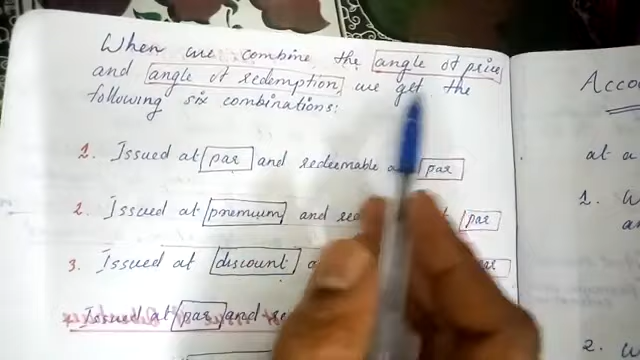 When we combine the angle of price
and angle of redemption, we get the
following six combinations:
1. Issued at par and redeemable at par
2. Issued at premium and par
3. Issued at discount
Issued at par and
Acco
at a
1. W
2. W